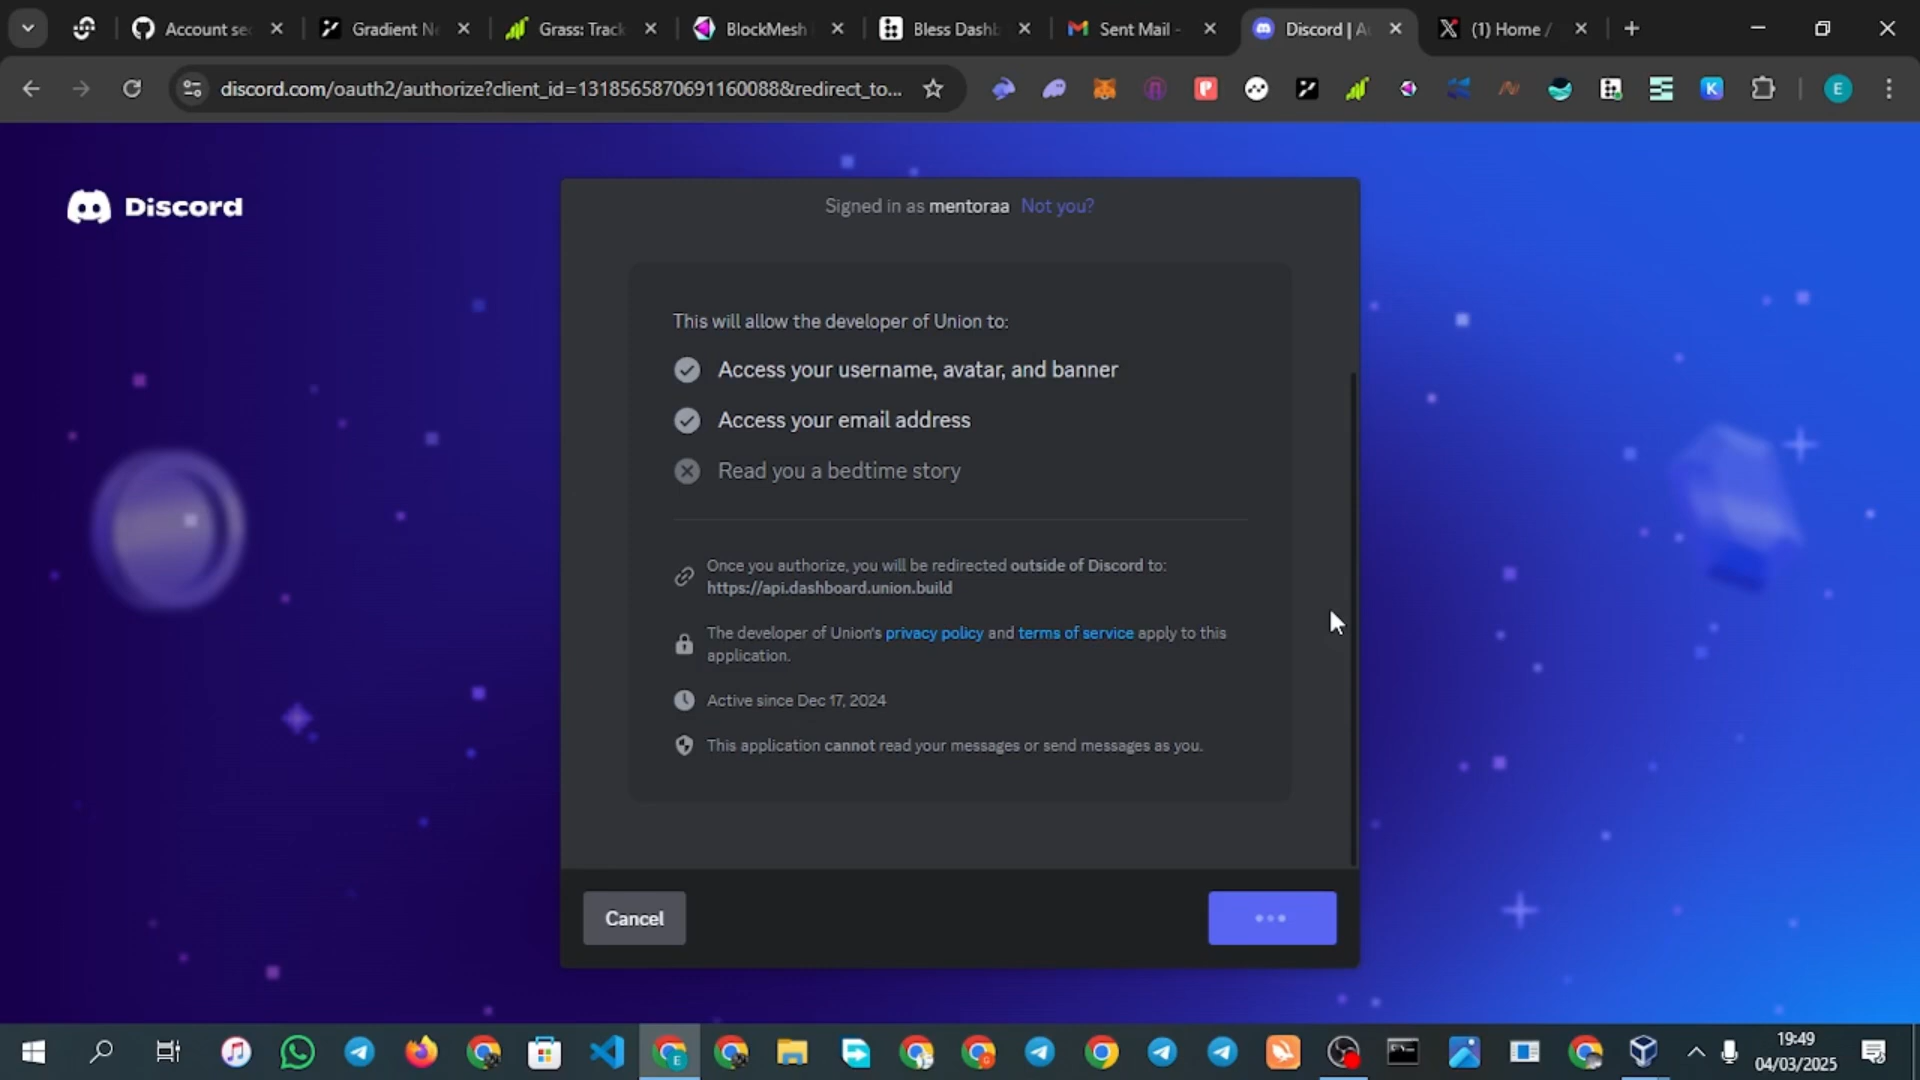 Account se
Gradient Ne
Grass: Track
BlockMesh
Bless Dashb
Sent Mail -
Discord | A
(1) Home /
discord.com/oauth2/authorize?client_id=1318565870691160088&redirect_to...
E
Discord
Signed in as mentoraa Not you?
This will allow the developer of Union to:
Access your username, avatar, and banner
Access your email address
Read you a bedtime story
Once you authorize, you will be redirected outside of Discord to:
https://api.dashboard.union.build
The developer of Union's privacy policy and terms of service apply to this
application.
Active since Dec 17, 2024
This application cannot read your messages or send messages as you.
Cancel
19:49
04/03/2025